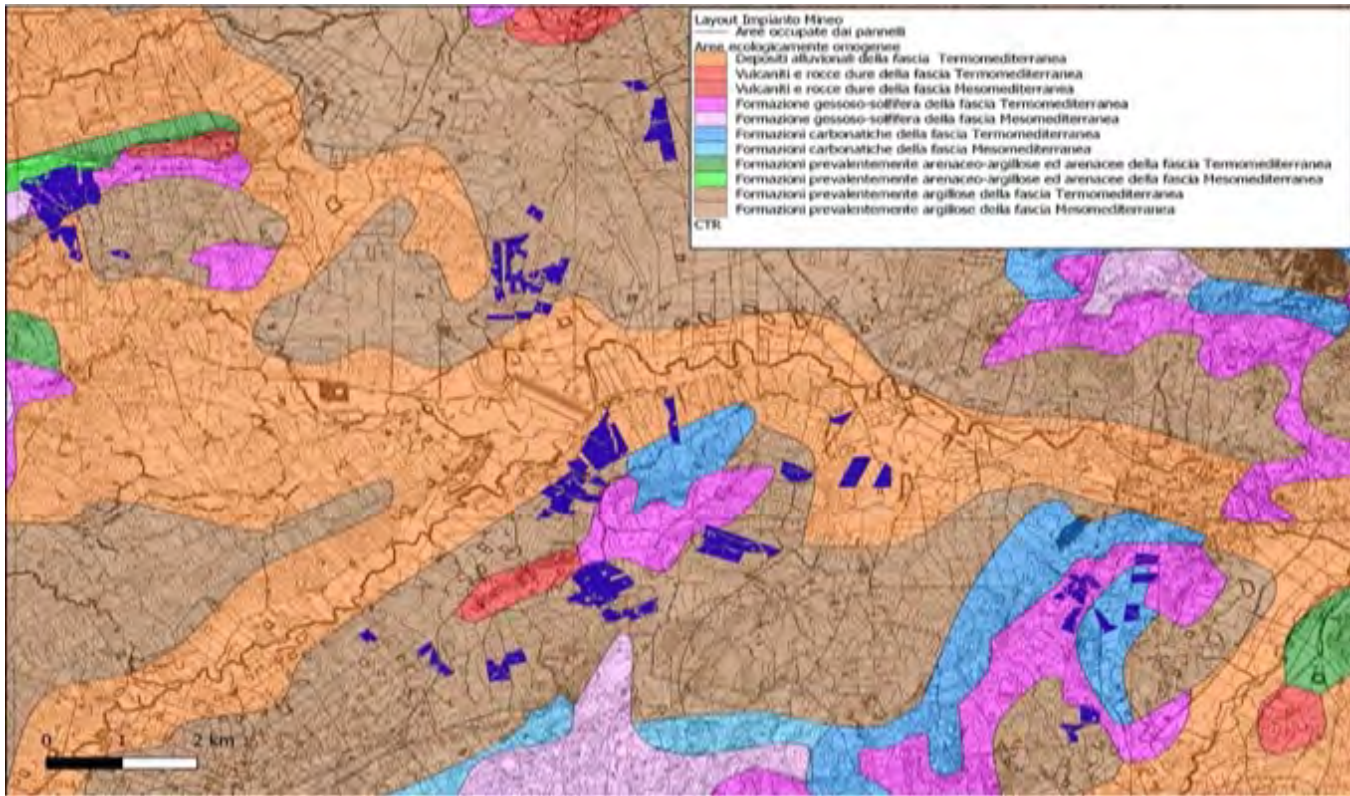 Layout Impianto Mineo
Aree occupate dai pannelli
Aree ecologicamente omogenee
Depositi alluvionali della fascia Termomediterranea
Vulcaniti e rocce dure della fascia Termomediterranea
Vulcaniti e rocce dure della fascia Mesomediterranea
Formazione gessoso-solfifera della fascia Termomediterranea
Formazione gessoso-solfifera della fascia Mesomediterranea
Formazioni carbonatiche della fascia Termomediterranea
Formazioni carbonatiche della fascia Mesomediterranea
Formazioni prevalentemente arenaceo-argillose ed arenacee della fascia Termomediterranea
Formazioni prevalentemente arenaceo-argillose ed arenacee della fascia Mesomediterranea
Formazioni prevalentemente argillose della fascia Termomediterranea
Formazioni prevalentemente argillose della fascia Mesomediterranea
CTR
0 1 2 km